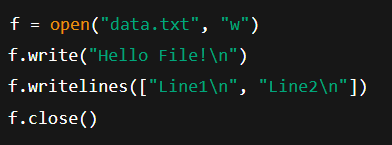 f = open("data.txt", "w")
f.write("Hello File!\n")
f.writelines(["Line1\n", "Line2\n"])
f.close()